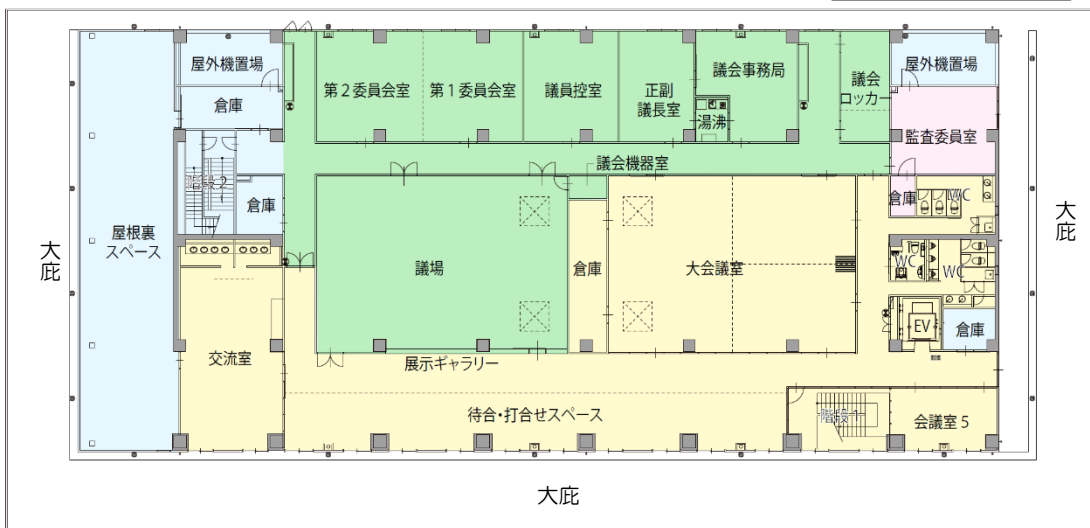 屋外機置場
倉庫
第2委員会室
第1委員会室
議員控室
正副
議長室
議会事務局
湯沸
議会
ロッカー
屋外機置場
監査委員室
議会機器室
階段2
倉庫
倉庫
WC
屋根裏
スペース
大庇
大庇
議場
倉庫
大会議室
WC
WC
EV
倉庫
交流室
展示ギャラリー
待合・打合せスペース
階段1
会議室5
大庇